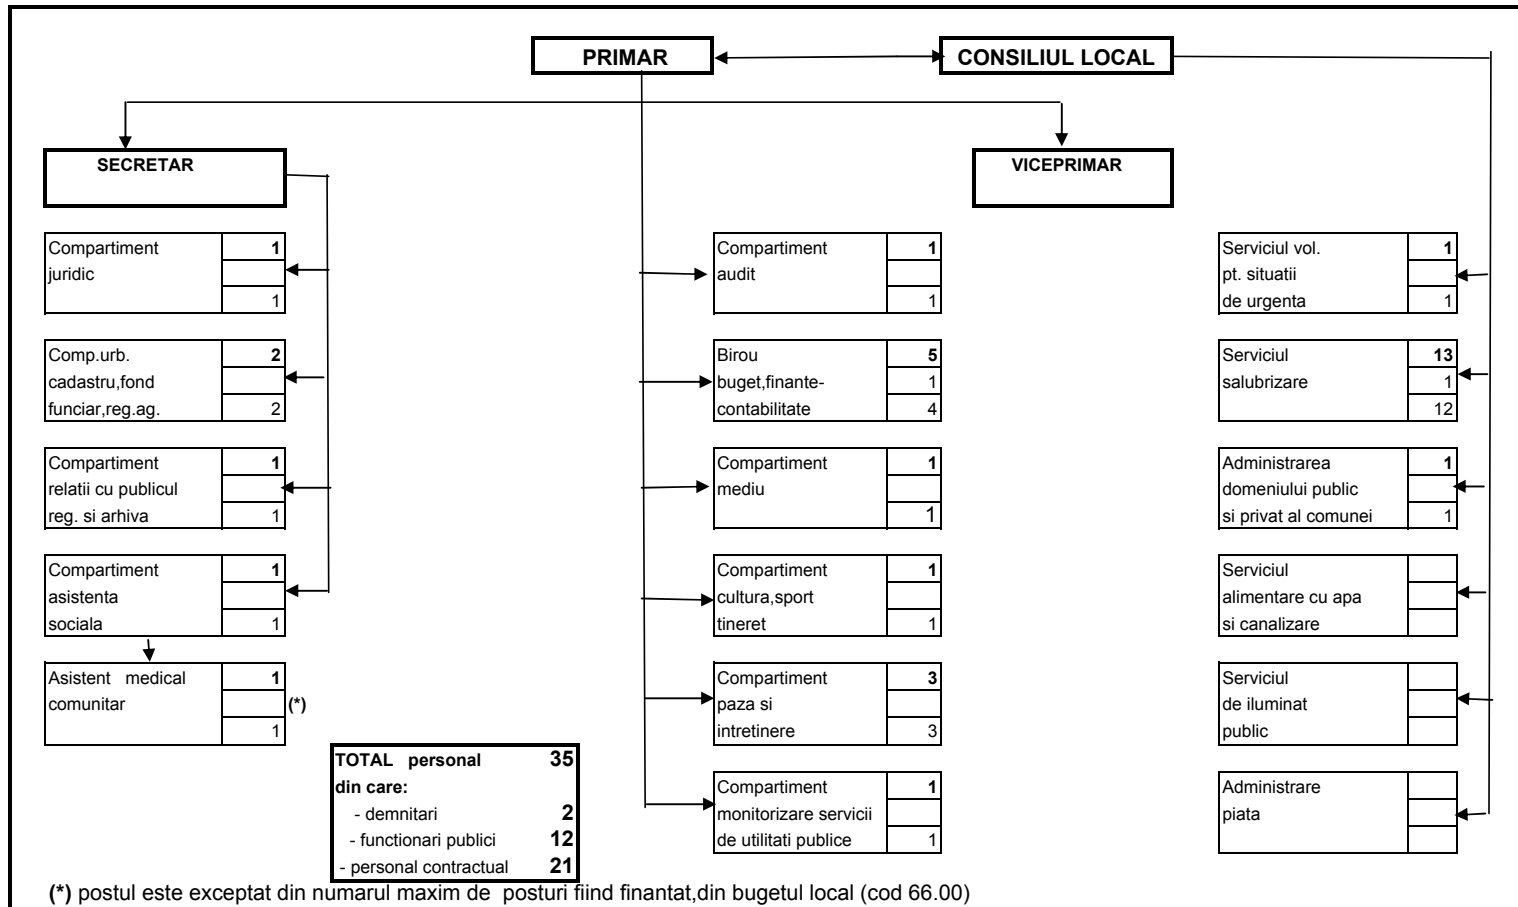 PRIMAR
CONSILIUL LOCAL
SECRETAR
VICEPRIMAR
Compartiment 1
juridic
1
Comp.urb. 2
cadastru,fond
funciar,reg.ag. 2
Compartiment 1
relatii cu publicul
reg. si arhiva 1
Compartiment 1
asistenta
sociala 1
Asistent medical 1
comunitar (*)
1
Compartiment 1
audit
1
Birou 5
buget,finante- 1
contabilitate 4
Compartiment 1
mediu
1
Compartiment 1
cultura,sport
tineret 1
Compartiment 3
paza si
intretinere 3
Compartiment 1
monitorizare servicii
de utilitati publice 1
Serviciul vol. 1
pt. situatii
de urgenta 1
Serviciul 13
salubrizare 1
12
Administrarea 1
domeniului public
si privat al comunei 1
Serviciul
alimentare cu apa
si canalizare
Serviciul
de iluminat
public
Administrare
piata
TOTAL personal 35
din care:
- demnitari 2
- functionari publici 12
- personal contractual 21
(*) postul este exceptat din numarul maxim de posturi fiind finantat,din bugetul local (cod 66.00)